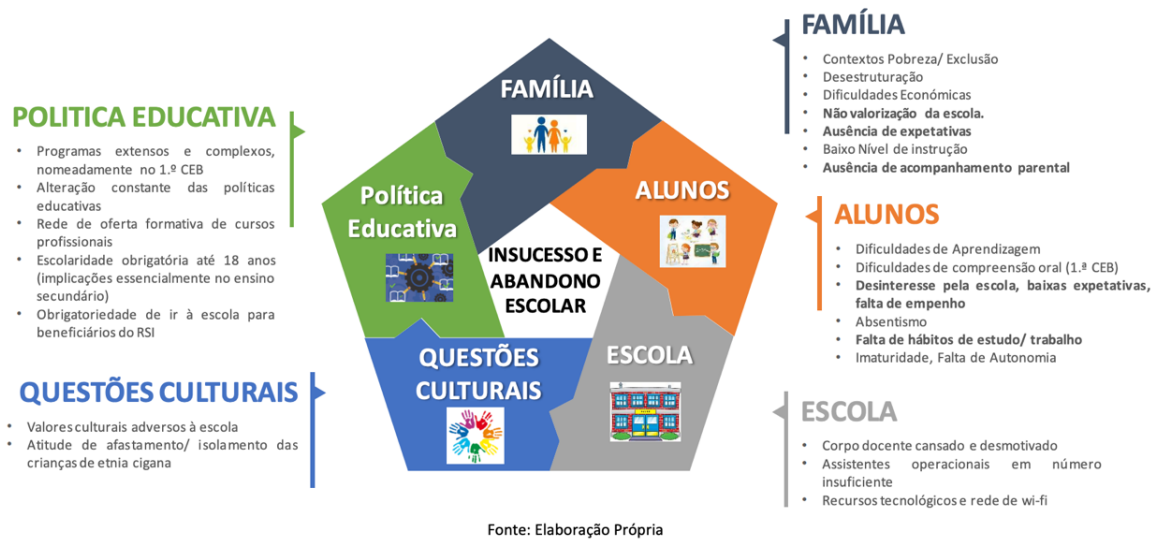 FAMÍLIA
• Contextos Pobreza/ Exclusão
• Desestruturação
• Dificuldades Económicas
• Não valorização da escola.
• Ausência de expetativas
• Baixo Nível de instrução
• Ausência de acompanhamento parental
POLITICA EDUCATIVA
• Programas extensos e complexos,
nomeadamente no 1.º CEB
• Alteração constante das políticas
educativas
• Rede de oferta formativa de cursos
profissionais
• Escolaridade obrigatória até 18 anos
(implicações essencialmente no ensino
secundário)
• Obrigatoriedade de ir à escola para
beneficiários do RSI
FAMÍLIA
ALUNOS
Política
Educativa
INSUCESSO E
ABANDONO
ESCOLAR
QUESTÕES
CULTURAIS
ESCOLA
ALUNOS
• Dificuldades de Aprendizagem
• Dificuldades de compreensão oral (1.ª CEB)
• Desinteresse pela escola, baixas expetativas,
falta de empenho
• Absentismo
• Falta de hábitos de estudo/ trabalho
• Imaturidade, Falta de Autonomia
QUESTÕES CULTURAIS
• Valores culturais adversos à escola
• Atitude de afastamento/ isolamento das
crianças de etnia cigana
ESCOLA
• Corpo docente cansado e desmotivado
• Assistentes operacionais em número
insuficiente
• Recursos tecnológicos e rede de wi-fi
Fonte: Elaboração Própria